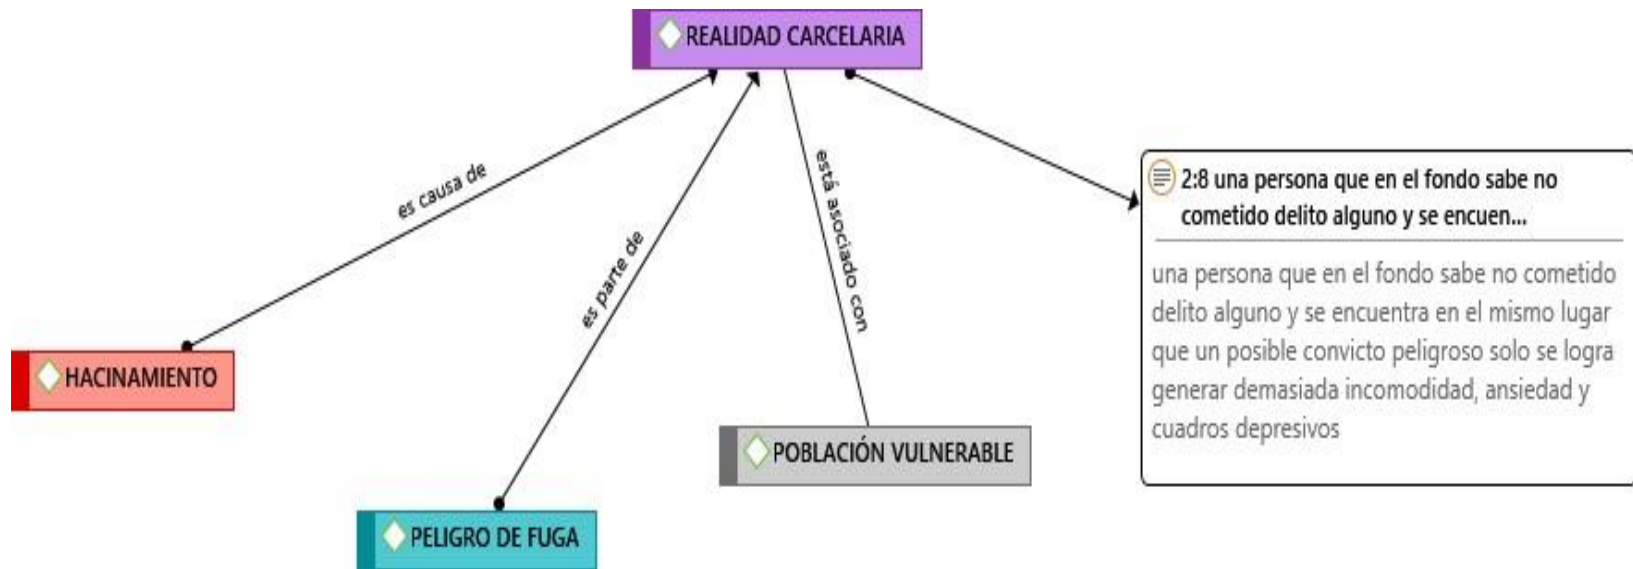 REALIDAD CARCELARIA
es causa de
es parte de
está asociado con
2:8 una persona que en el fondo sabe no
cometido delito alguno y se encuen...
una persona que en el fondo sabe no cometido
delito alguno y se encuentra en el mismo lugar
que un posible convicto peligroso solo se logra
generar demasiada incomodidad, ansiedad y
cuadros depresivos
HACINAMIENTO
POBLACIÓN VULNERABLE
PELIGRO DE FUGA